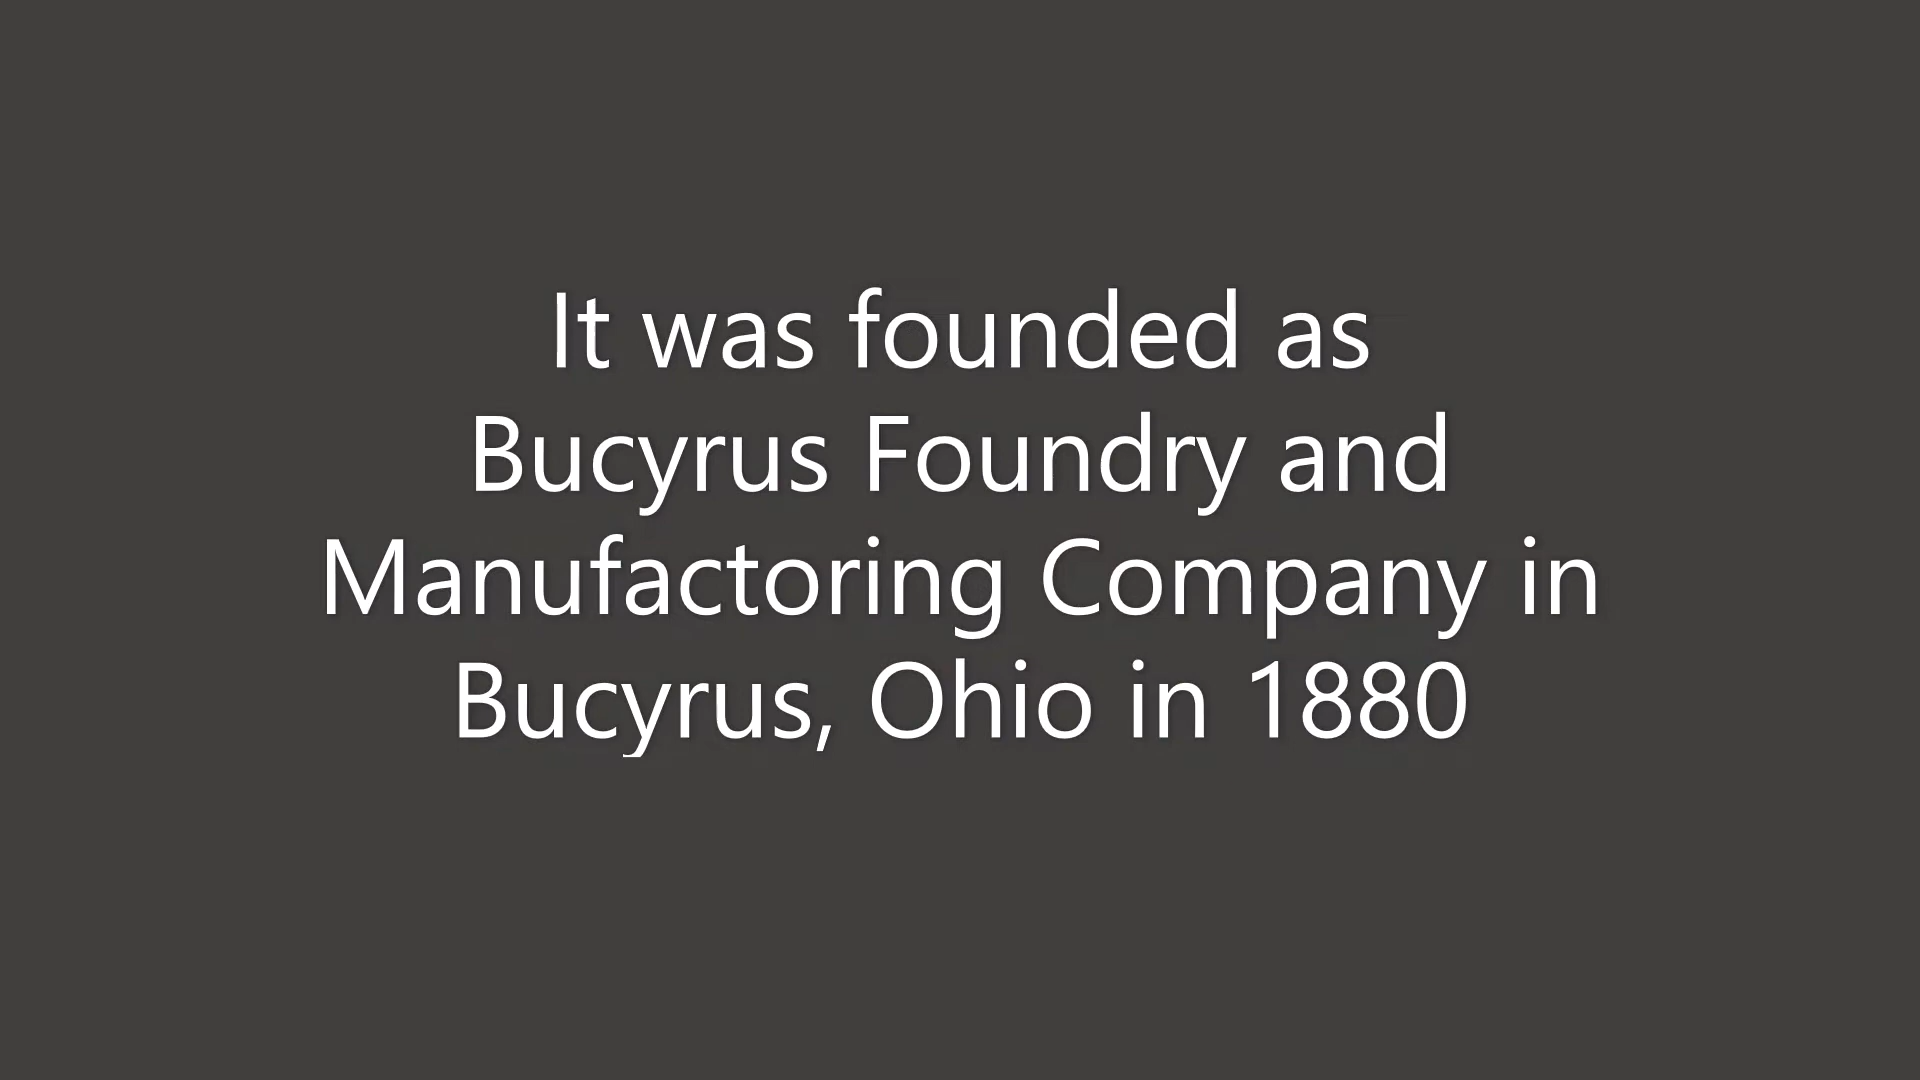 It was founded as
Bucyrus Foundry and
Manufactoring Company in
Bucyrus, Ohio in 1880